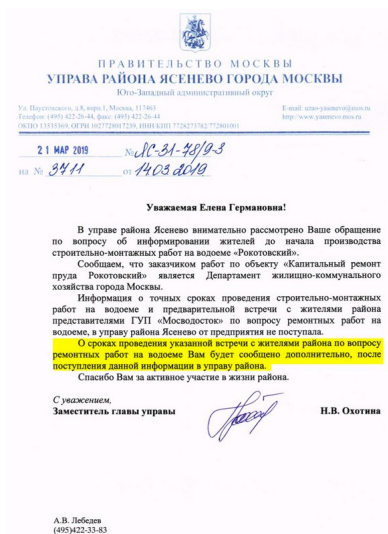 ПРАВИТЕЛЬСТВО МОСКВЫ
УПРАВА РАЙОНА ЯСЕНЕВО ГОРОДА МОСКВЫ
Юго-Западный административный округ
Ул. Паустовского, д.8, корп.1, Москва, 117463
E-mail: uzao-yasenevo@mos.ru
Телефон: (495) 422-26-44, факс: (495) 422-26-44
http://www.yasenevo.mos.ru
ОКПО 13535369, ОГРН 1027728017239, ИНН/КПП 7728273782/772801001
21 МАР 2019 № ЯС-31-78/9-3
на № 3711 от 14.03.2019
Уважаемая Елена Германовна!
В управе района Ясенево внимательно рассмотрено Ваше обращение
по вопросу об информировании жителей до начала производства
строительно-монтажных работ на водоеме «Рокотовский».
Сообщаем, что заказчиком работ по объекту «Капитальный ремонт
пруда Рокотовский» является Департамент жилищно-коммунального
хозяйства города Москвы.
Информация о точных сроках проведения строительно-монтажных
работ на водоеме и предварительной встречи с жителями района
представителями ГУП «Мосводосток» по вопросу ремонтных работ на
водоеме, в управу района Ясенево от предприятия не поступала.
О сроках проведения указанной встречи с жителями района по вопросу
ремонтных работ на водоеме Вам будет сообщено дополнительно, после
поступления данной информации в управу района.
Спасибо Вам за активное участие в жизни района.
С уважением,
Заместитель главы управы
Н.В. Охотина
А.В. Лебедев
(495)422-33-83